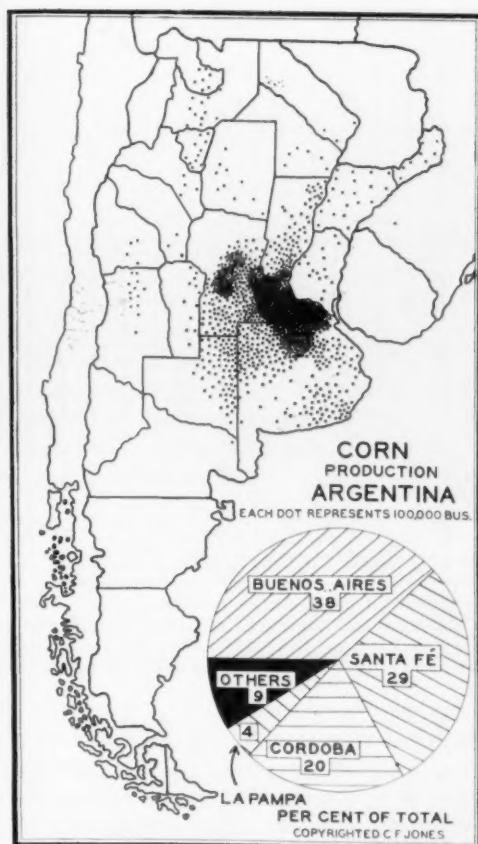 CORN
PRODUCTION
ARGENTINA
EACH DOT REPRESENTS 100,000 BUS.
BUENOS AIRES
38
SANTA FÉ
29
OTHERS
9
4
CORDOBA
20
LA PAMPA
PER CENT OF TOTAL
COPYRIGHTED C F JONES